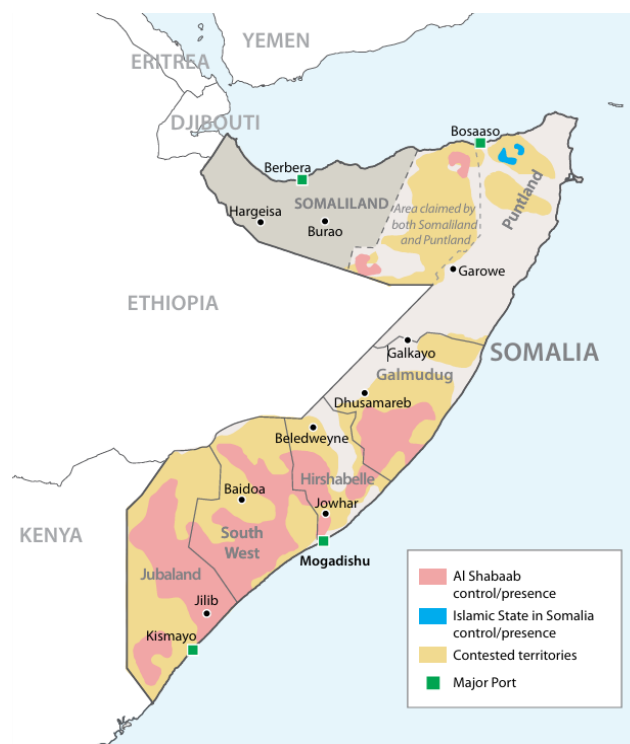 YEMEN
ERITREA
DJIBOUTI
Bosaaso
Berbera
SOMALILAND
Hargeisa
Burao
Area claimed by
both Somaliland
and Puntland
Puntland
Garowe
ETHIOPIA
Galkayo
SOMALIA
Galmudug
Dhusamareb
Beledweyne
Hirshabelle
Baidoa
Jowhar
KENYA
South
West
Mogadishu
Jubaland
Jilib
Kismayo
Al Shabaab
control/presence
Islamic State in Somalia
control/presence
Contested territories
Major Port